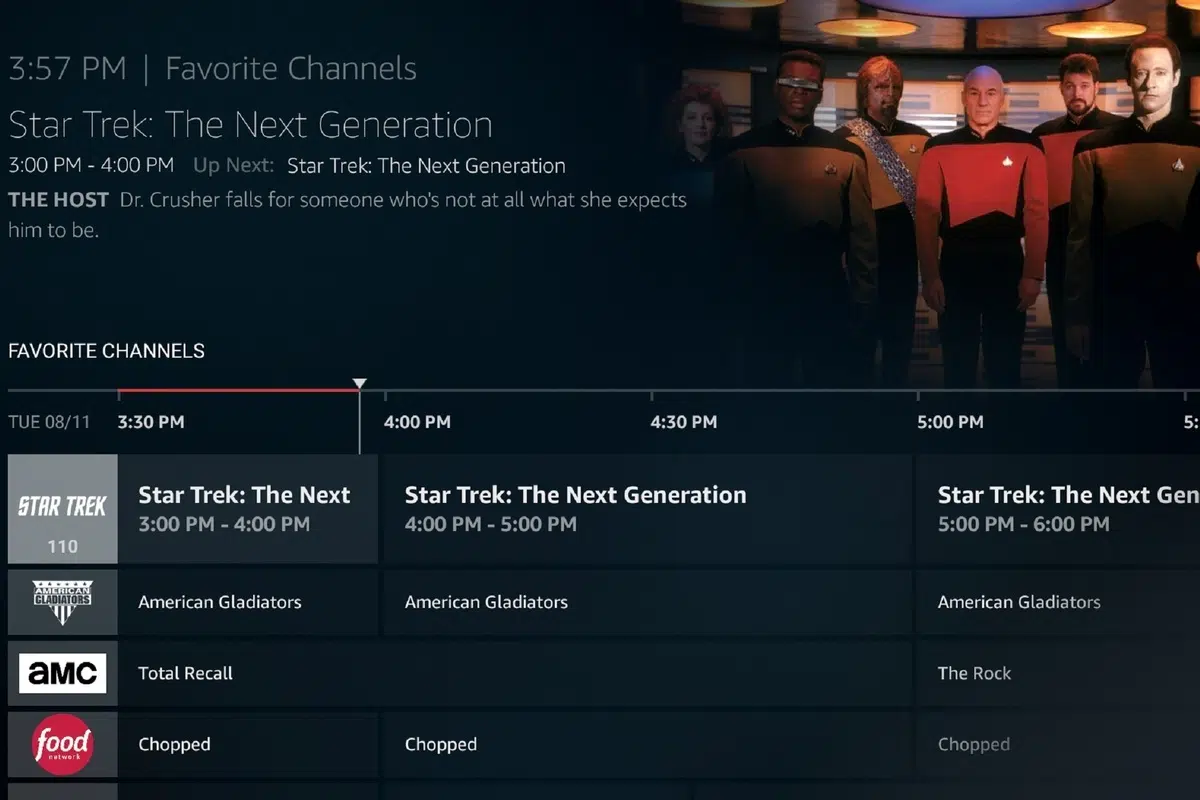 3:57 PM | Favorite Channels
Star Trek: The Next Generation
3:00 PM - 4:00 PM Up Next: Star Trek: The Next Generation
THE HOST Dr. Crusher falls for someone who's not at all what she expects
him to be.
FAVORITE CHANNELS
TUE 08/11 3:30 PM 4:00 PM 4:30 PM 5:00 PM 5:
STAR TREK
110
Star Trek: The Next
3:00 PM - 4:00 PM
Star Trek: The Next Generation
4:00 PM - 5:00 PM
Star Trek: The Next Gen
5:00 PM - 6:00 PM
AMERICAN
GLADIATORS
American Gladiators American Gladiators American Gladiators
amc Total Recall The Rock
food
network
Chopped Chopped Chopped